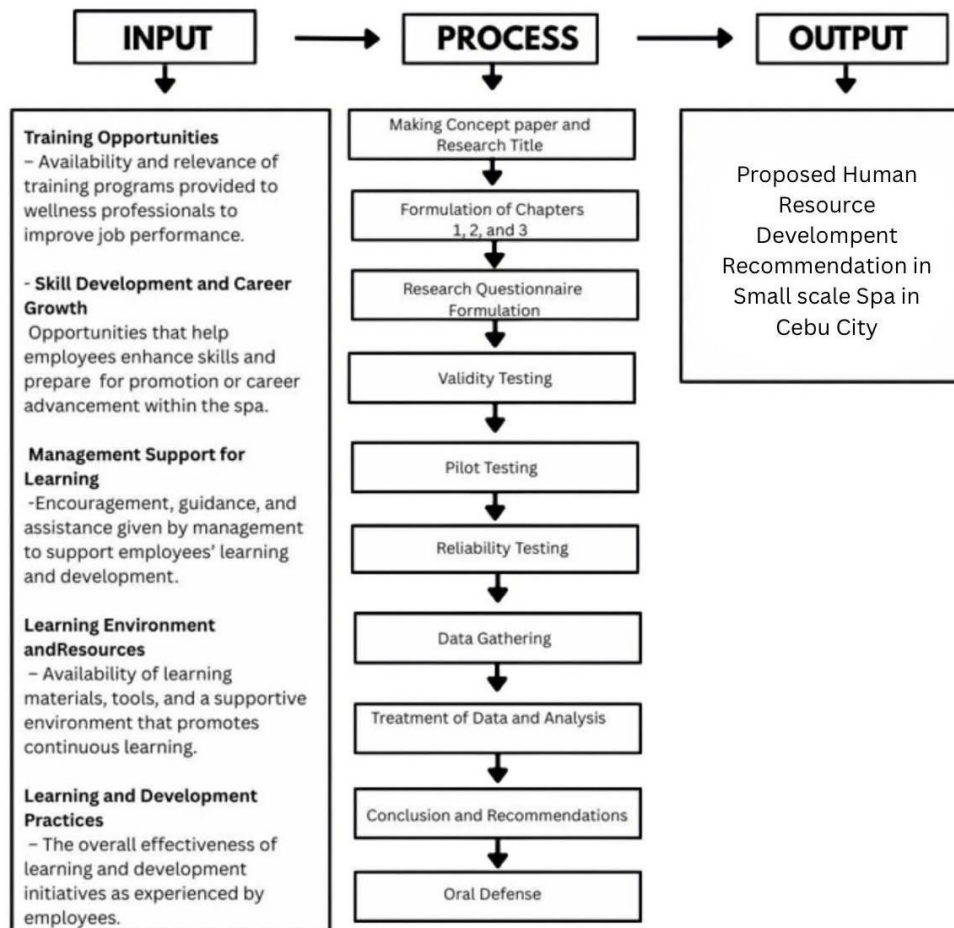 INPUT
PROCESS
OUTPUT
Training Opportunities
– Availability and relevance of
training programs provided to
wellness professionals to
improve job performance.
- Skill Development and Career
Growth
Opportunities that help
employees enhance skills and
prepare for promotion or career
advancement within the spa.
Management Support for
Learning
-Encouragement, guidance, and
assistance given by management
to support employees’ learning
and development.
Learning Environment
andResources
– Availability of learning
materials, tools, and a supportive
environment that promotes
continuous learning.
Learning and Development
Practices
– The overall effectiveness of
learning and development
initiatives as experienced by
employees.
Making Concept paper and
Research Title
Formulation of Chapters
1, 2, and 3
Research Questionnaire
Formulation
Validity Testing
Pilot Testing
Reliability Testing
Data Gathering
Treatment of Data and Analysis
Conclusion and Recommendations
Oral Defense
Proposed Human
Resource
Develompent
Recommendation in
Small scale Spa in
Cebu City